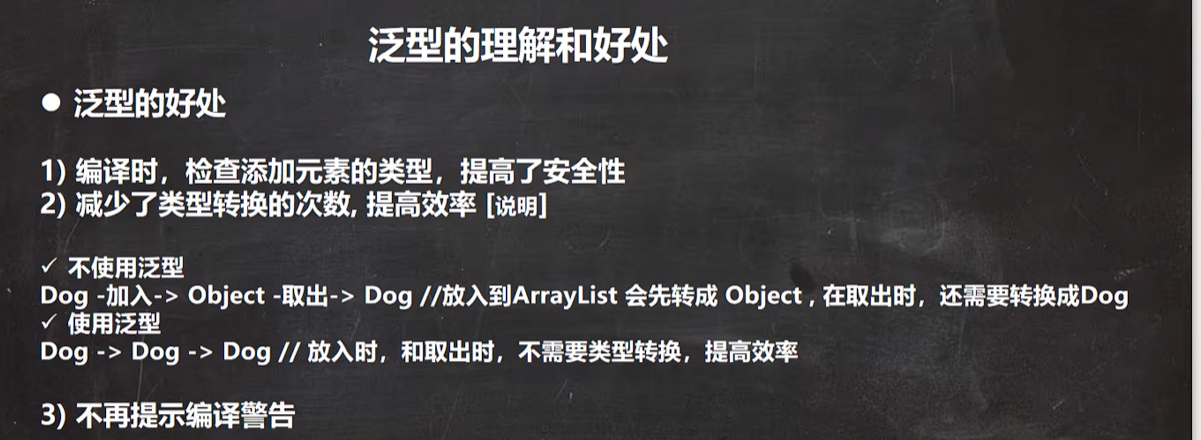 泛型的理解和好处
● 泛型的好处
1) 编译时，检查添加元素的类型，提高了安全性
2) 减少了类型转换的次数, 提高效率 [说明]
✓ 不使用泛型
Dog -加入-> Object -取出-> Dog //放入到ArrayList 会先转成 Object , 在取出时，还需要转换成Dog
✓ 使用泛型
Dog -> Dog -> Dog // 放入时，和取出时，不需要类型转换，提高效率
3) 不再提示编译警告